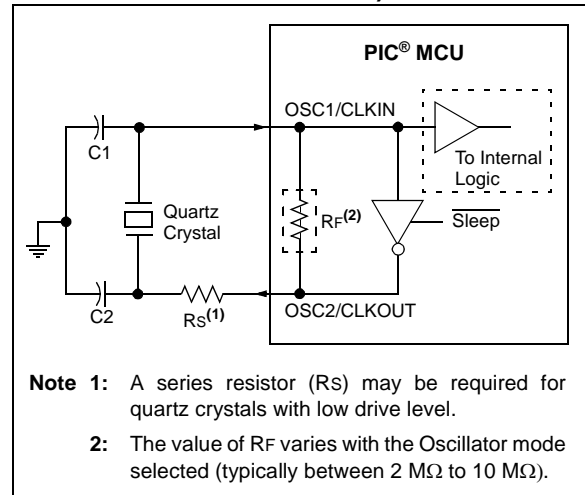 PIC® MCU
OSC1/CLKIN
C1
To Internal
Logic
Quartz
Crystal
RF(2)
Sleep
C2
RS(1)
OSC2/CLKOUT
Note 1: A series resistor (RS) may be required for
quartz crystals with low drive level.
2: The value of RF varies with the Oscillator mode
selected (typically between 2 MΩ to 10 MΩ).